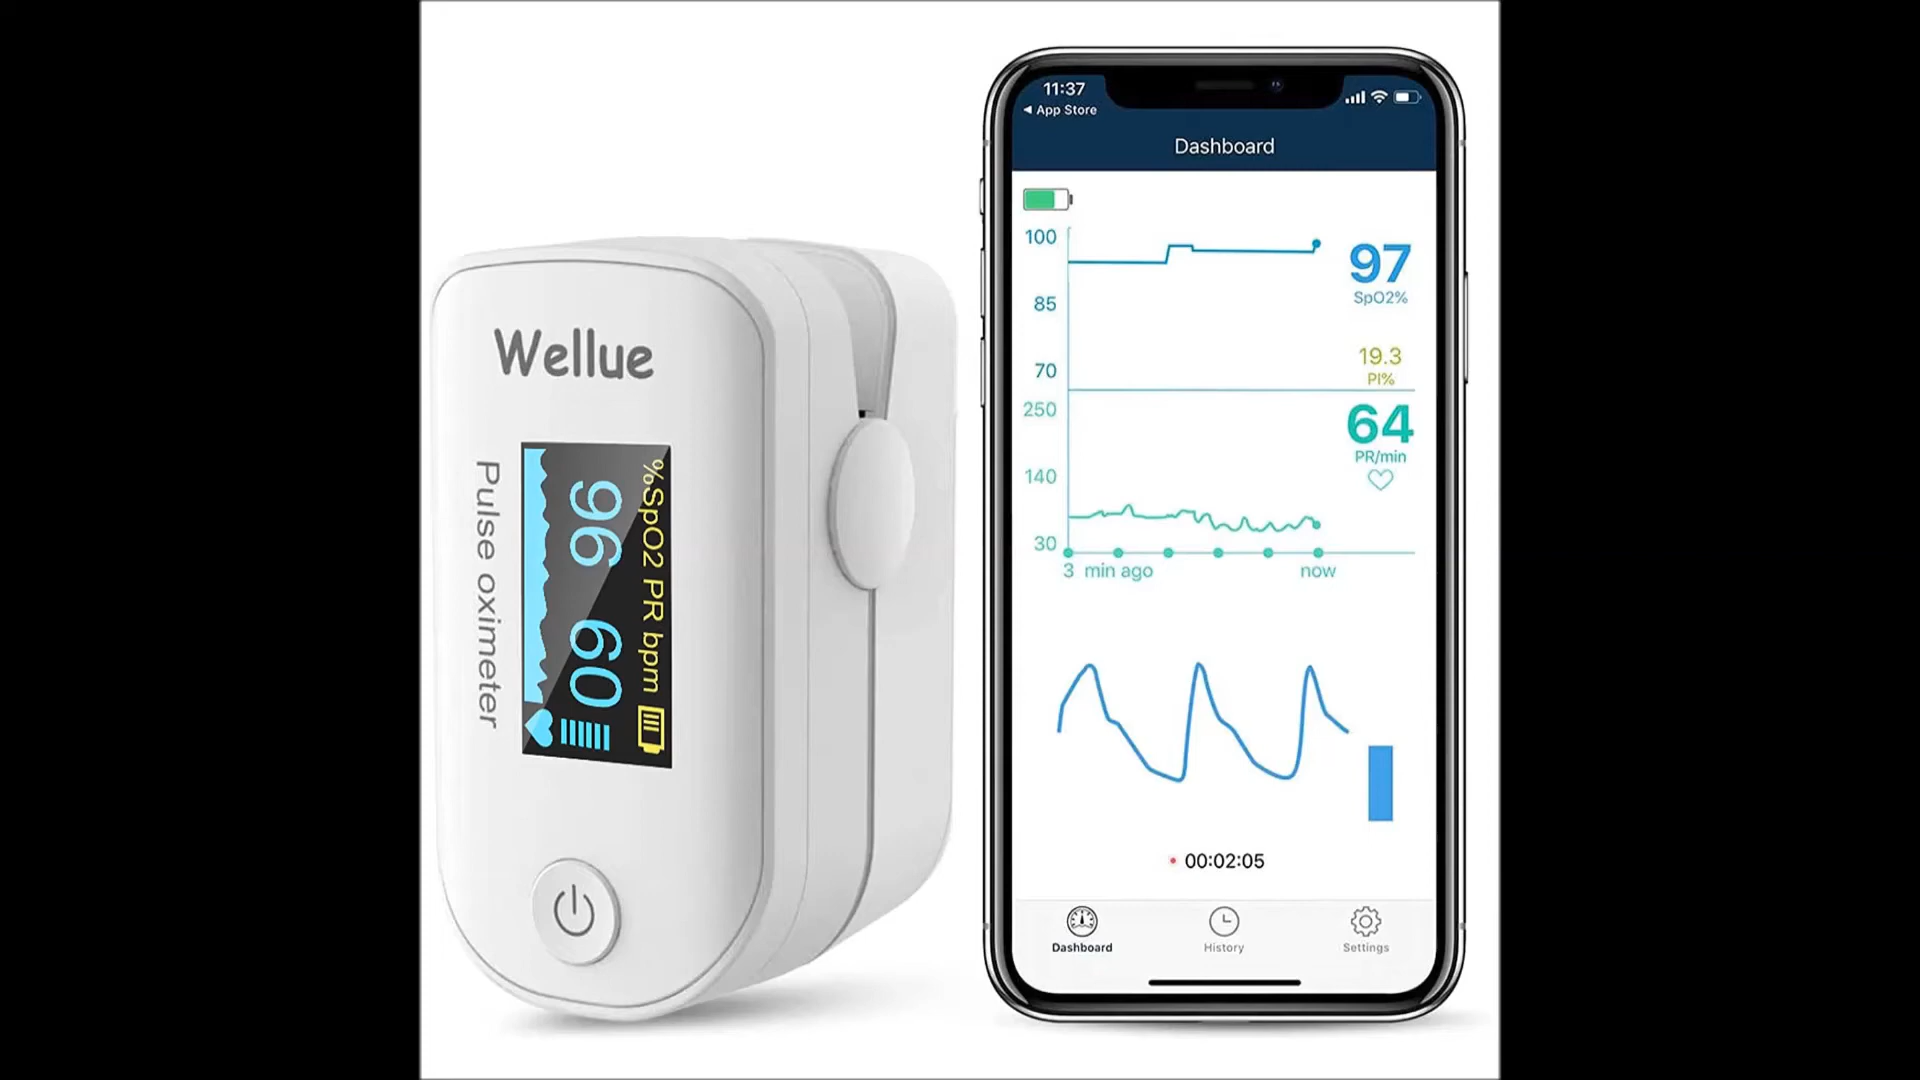 Wellue
Pulse oximeter
%SpO2 PR bpm
96 60
11:37
App Store
Dashboard
100
97
SpO2%
85
19.3
PI%
70
250
64
PR/min
140
30
3 min ago now
00:02:05
Dashboard History Settings